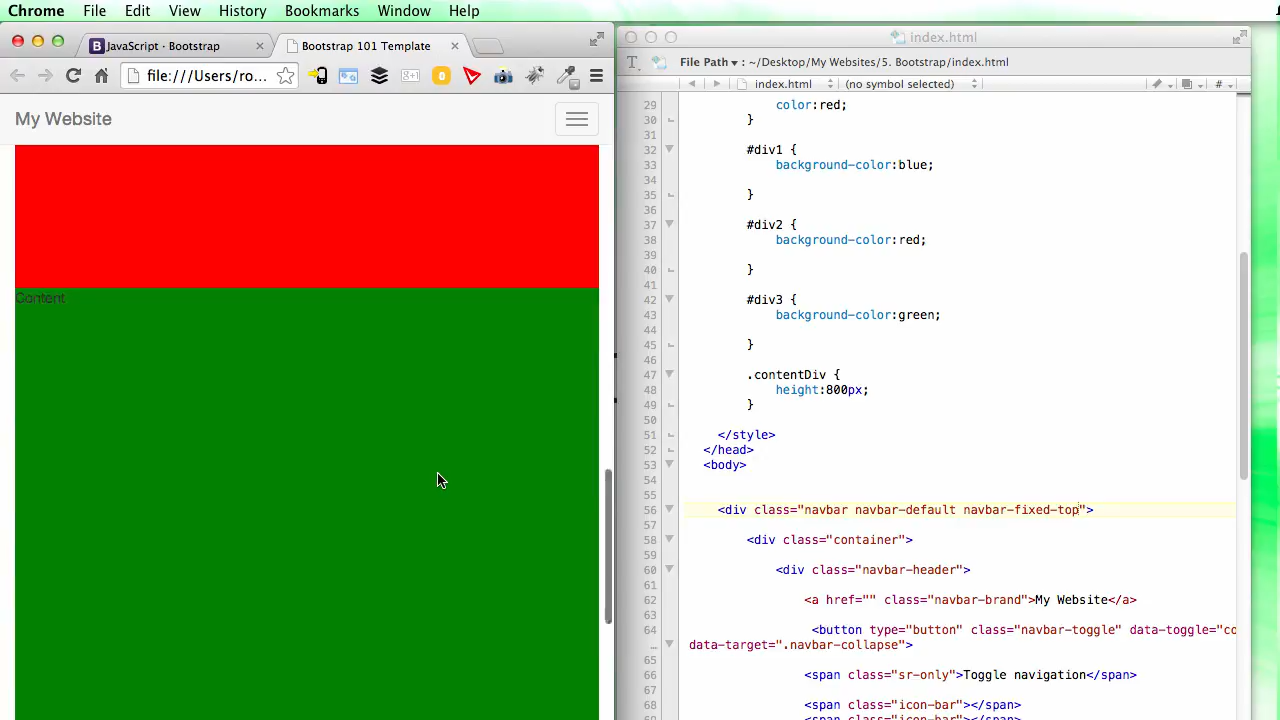 Chrome File Edit View History Bookmarks Window Help
JavaScript · Bootstrap
Bootstrap 101 Template
file:///Users/ro...
My Website
Content
index.html
File Path : ~/Desktop/My Websites/5. Bootstrap/index.html
index.html (no symbol selected)
29 color:red;
30 }
31
32 #div1 {
33 background-color:blue;
34
35 }
36
37 #div2 {
38 background-color:red;
39
40 }
41
42 #div3 {
43 background-color:green;
44
45 }
46
47 .contentDiv {
48 height:800px;
49 }
50
51 </style>
52 </head>
53 <body>
54
55
56 <div class="navbar navbar-default navbar-fixed-top">
57
58 <div class="container">
59
60 <div class="navbar-header">
61
62 <a href="" class="navbar-brand">My Website</a>
63
64 <button type="button" class="navbar-toggle" data-toggle="co
… data-target=".navbar-collapse">
65
66 <span class="sr-only">Toggle navigation</span>
67
68 <span class="icon-bar"></span>
69 <span class="icon-bar"></span>